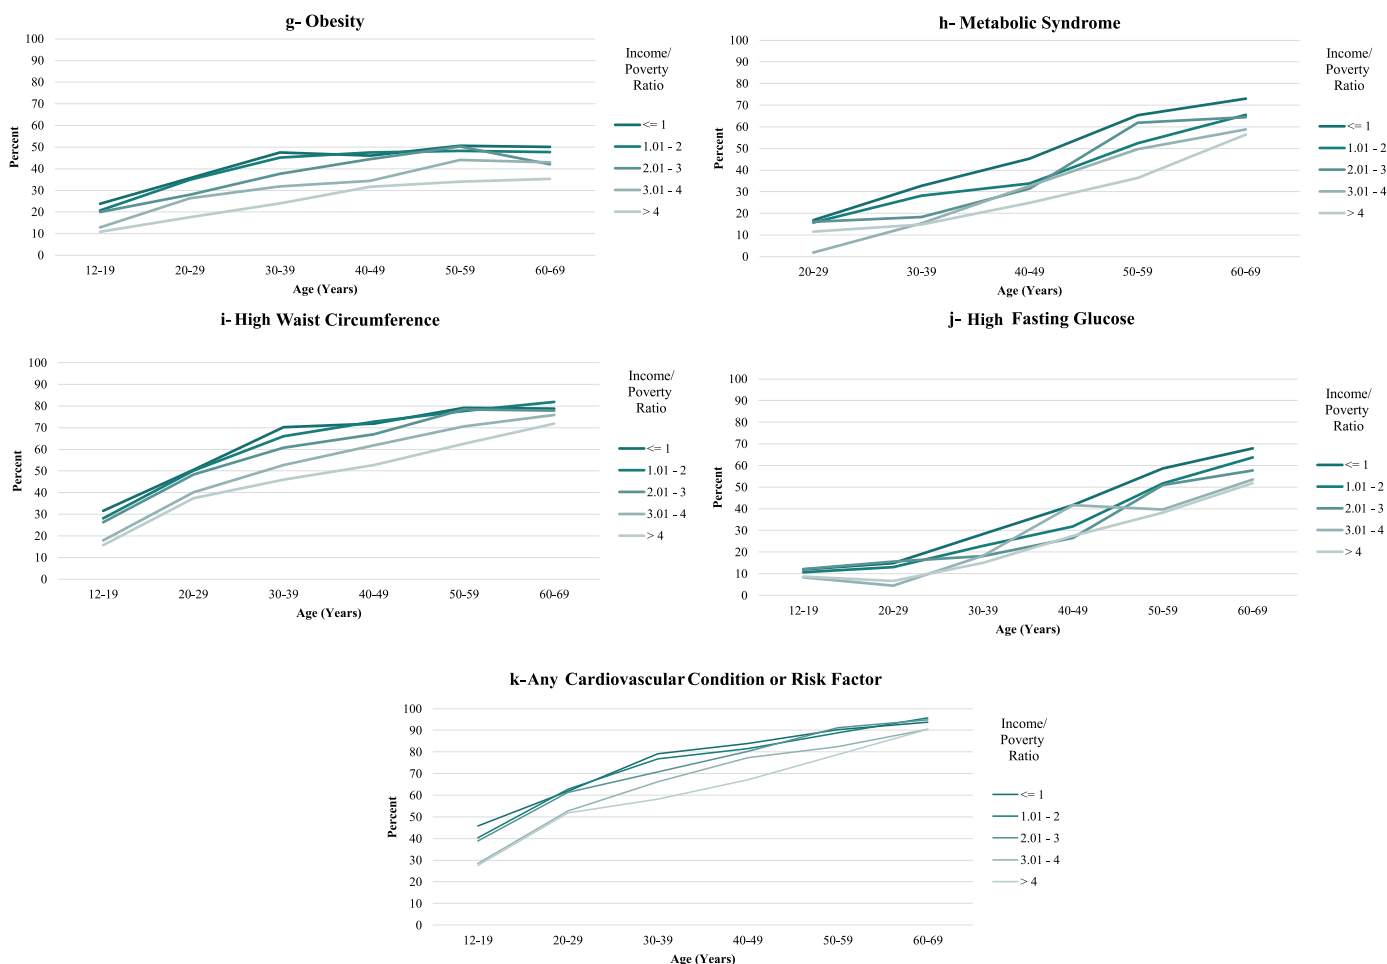 g- Obesity
100
90
80
70
60
50
40
30
20
10
0
Percent
12-19
20-29
30-39
40-49
50-59
60-69
Age (Years)
Income/
Poverty
Ratio
<= 1
1.01 - 2
2.01 - 3
3.01 - 4
> 4
h- Metabolic Syndrome
100
90
80
70
60
50
40
30
20
10
0
Percent
20-29
30-39
40-49
50-59
60-69
Age (Years)
Income/
Poverty
Ratio
<= 1
1.01 - 2
2.01 - 3
3.01 - 4
> 4
i- High Waist Circumference
100
90
80
70
60
50
40
30
20
10
0
Percent
12-19
20-29
30-39
40-49
50-59
60-69
Age (Years)
Income/
Poverty
Ratio
<= 1
1.01 - 2
2.01 - 3
3.01 - 4
> 4
j- High Fasting Glucose
100
90
80
70
60
50
40
30
20
10
0
Percent
12-19
20-29
30-39
40-49
50-59
60-69
Age (Years)
Income/
Poverty
Ratio
<= 1
1.01 - 2
2.01 - 3
3.01 - 4
> 4
k- Any Cardiovascular Condition or Risk Factor
100
90
80
70
60
50
40
30
20
10
0
Percent
12-19
20-29
30-39
40-49
50-59
60-69
Age (Years)
Income/
Poverty
Ratio
<= 1
1.01 - 2
2.01 - 3
3.01 - 4
> 4